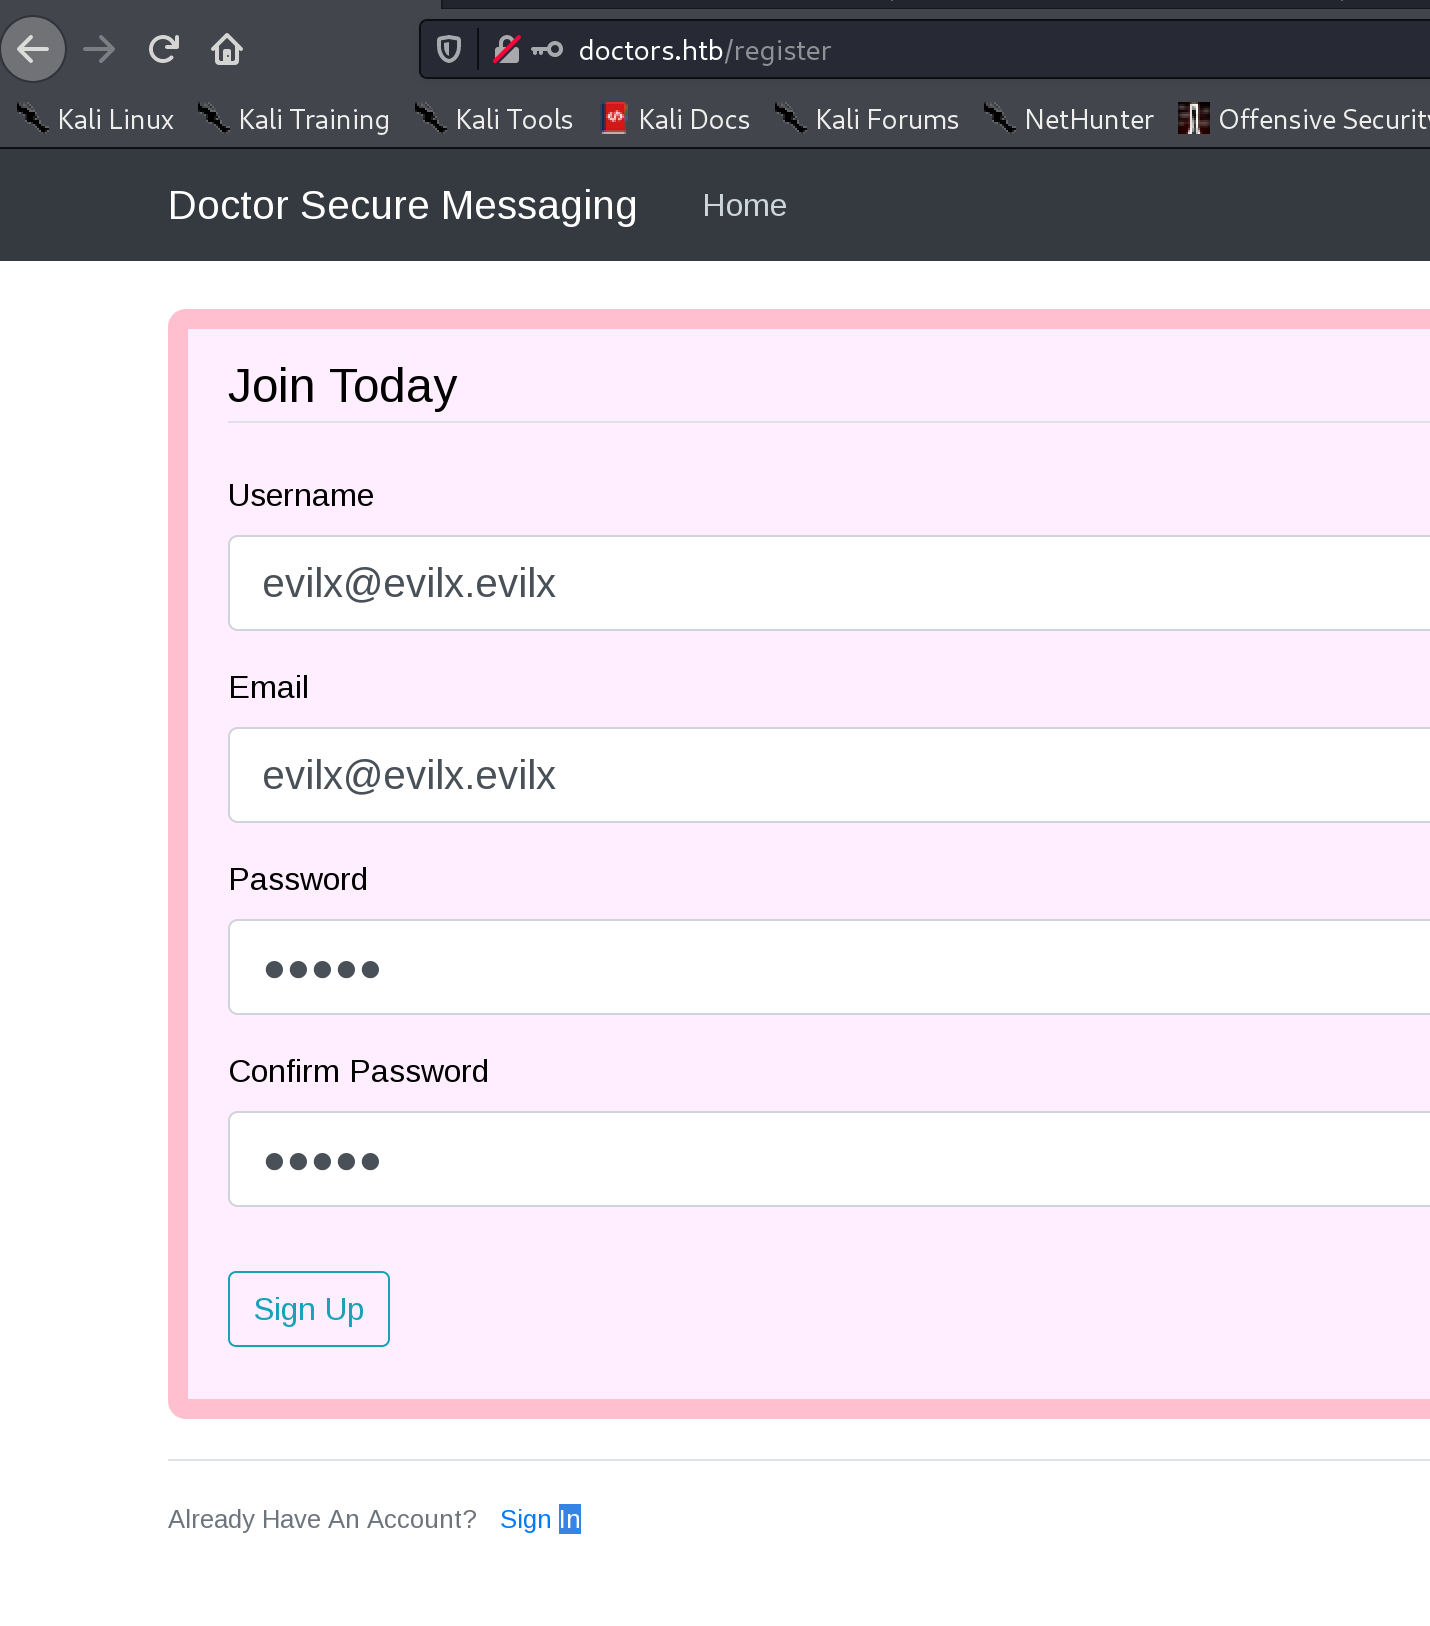 doctors.htb/register
Kali Linux Kali Training Kali Tools Kali Docs Kali Forums NetHunter Offensive Security
Doctor Secure Messaging Home
Join Today
Username
evilx@evilx.evilx
Email
evilx@evilx.evilx
Password
●●●●●
Confirm Password
●●●●●
Sign Up
Already Have An Account? Sign In